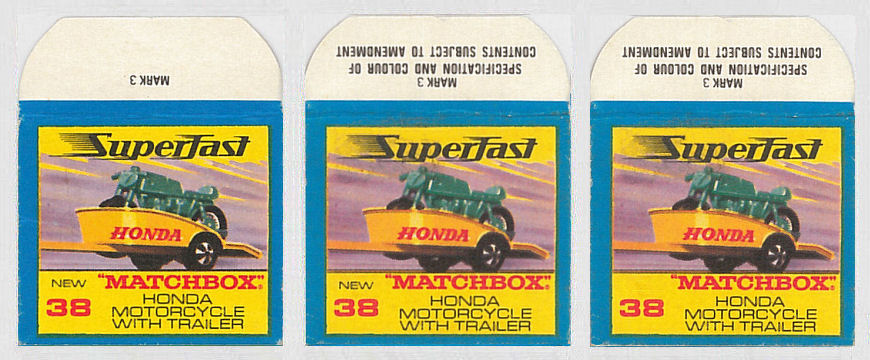 MARK 3
SUPERFAST
HONDA
NEW "MATCHBOX"®
38 HONDA
MOTORCYCLE
WITH TRAILER
MARK 3
SPECIFICATION AND COLOUR OF
CONTENTS SUBJECT TO AMENDMENT
SUPERFAST
HONDA
NEW "MATCHBOX"®
38 HONDA
MOTORCYCLE
WITH TRAILER
MARK 3
SPECIFICATION AND COLOUR OF
CONTENTS SUBJECT TO AMENDMENT
SUPERFAST
HONDA
"MATCHBOX"®
38 HONDA
MOTORCYCLE
WITH TRAILER